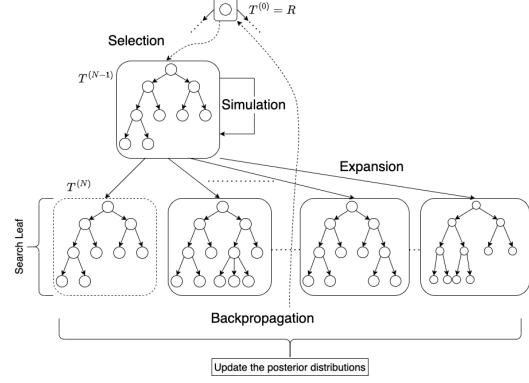 T^{(0)} = R
Selection
T^{(N-1)}
Simulation
Expansion
T^{(N)}
Search Leaf
Backpropagation
Update the posterior distributions